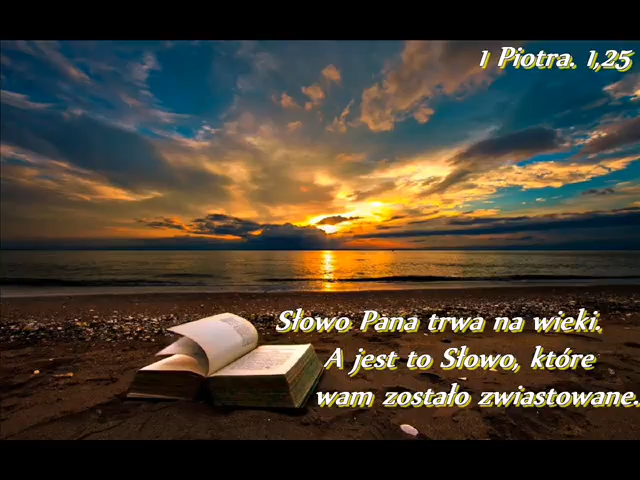 1 Piotra. 1,25
Słowo Pana trwa na wieki.
A jest to Słowo, które
wam zostało zwiastowane.